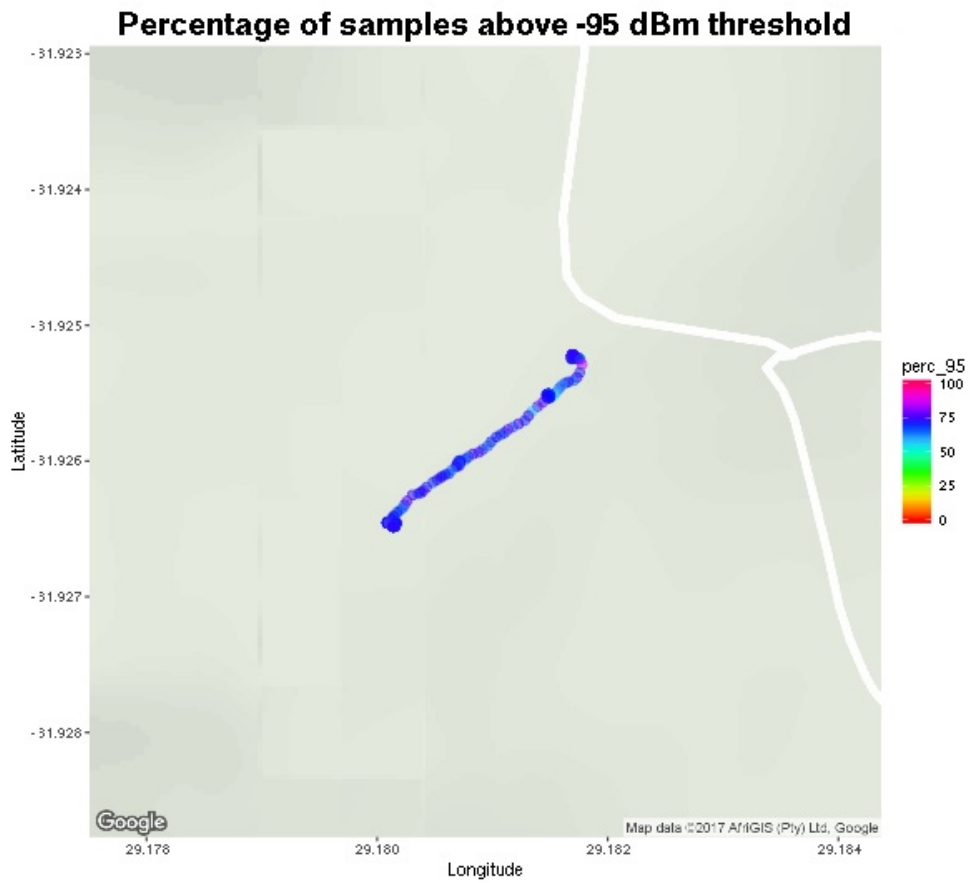 Percentage of samples above -95 dBm threshold
-31.923
-31.924
-31.925
-31.926
-31.927
-31.928
Latitude
perc_95
100
75
50
25
0
Google
Map data ©2017 AfriGIS (Pty) Ltd, Google
29.178
29.180
29.182
29.184
Longitude